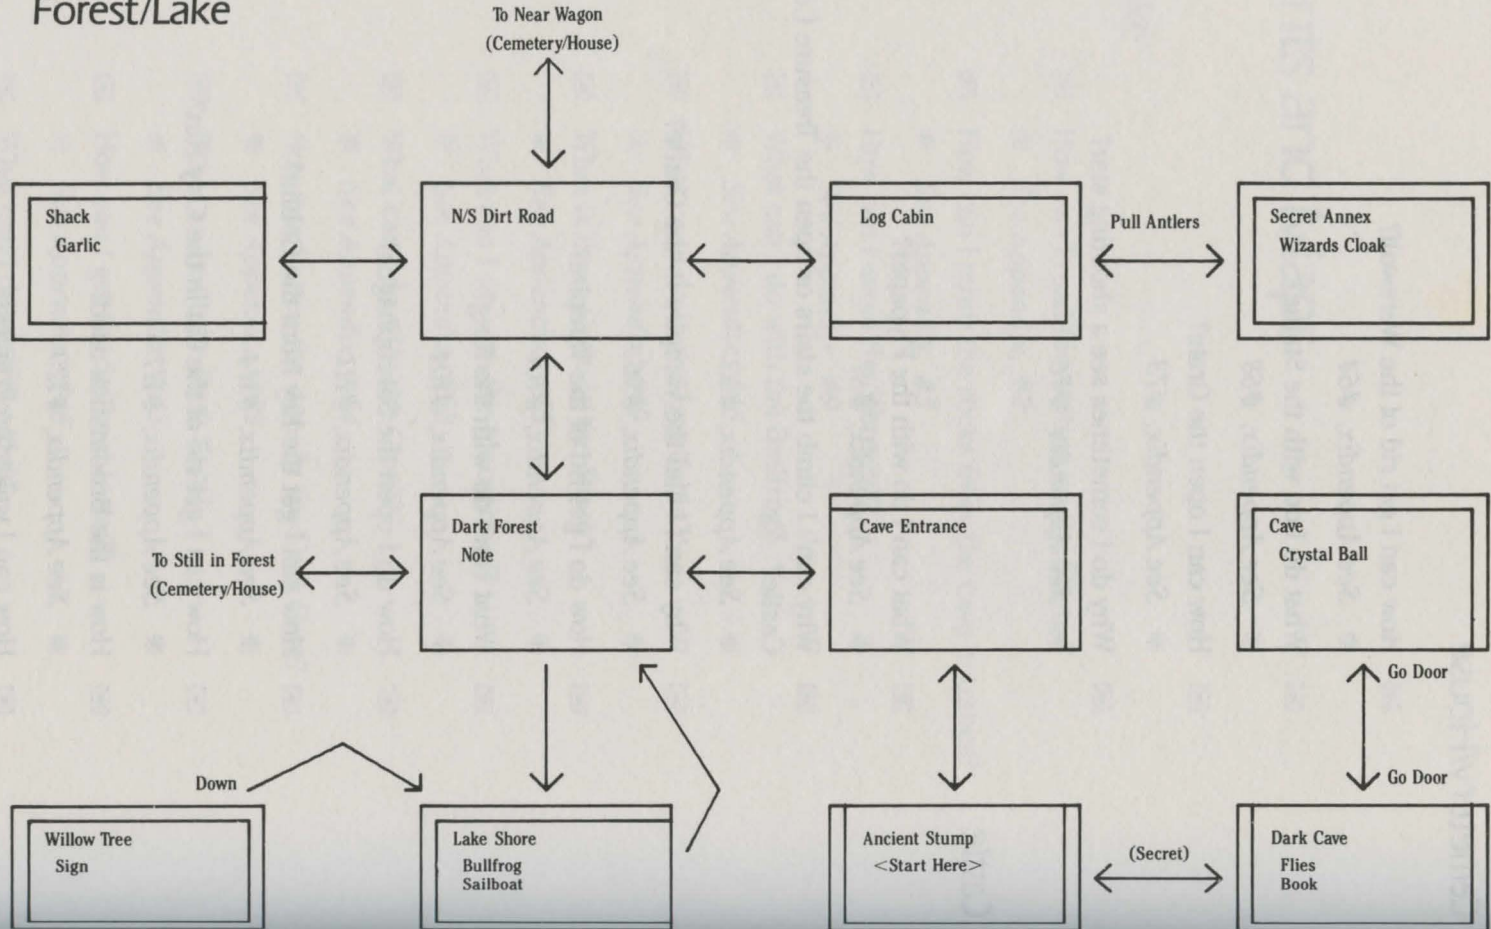 Forest/Lake
To Near Wagon
(Cemetery/House)
Shack
Garlic
N/S Dirt Road
Log Cabin
Pull Antlers
Secret Annex
Wizards Cloak
To Still in Forest
(Cemetery/House)
Dark Forest
Note
Cave Entrance
Cave
Crystal Ball
Go Door
Go Door
Down
Willow Tree
Sign
Lake Shore
Bullfrog
Sailboat
Ancient Stump
<Start Here>
(Secret)
Dark Cave
Flies
Book